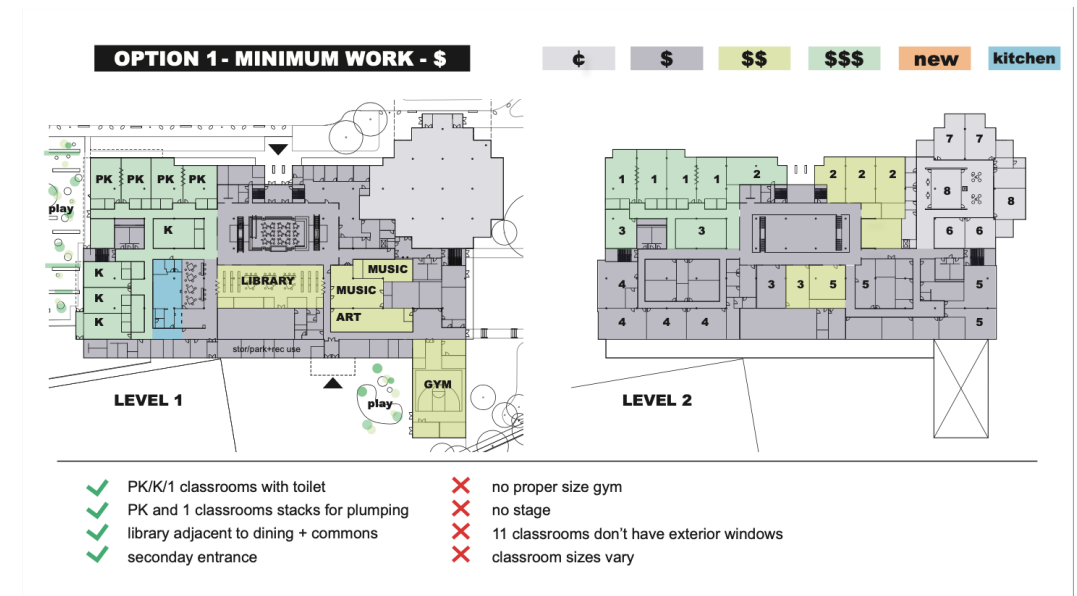 OPTION 1- MINIMUM WORK - $
¢
$
$$
$$$
new
kitchen
PK PK PK PK
play
K
K
K
K
LIBRARY
MUSIC
MUSIC
ART
stor/park+rec use
GYM
play
LEVEL 1
7 7
1 1 1 1 2
2 2 2
8
8
3 3
6 6
4
3 3 5 5
5
4 4 4
5
LEVEL 2
PK/K/1 classrooms with toilet
PK and 1 classrooms stacks for plumping
library adjacent to dining + commons
seconday entrance
no proper size gym
no stage
11 classrooms don't have exterior windows
classroom sizes vary